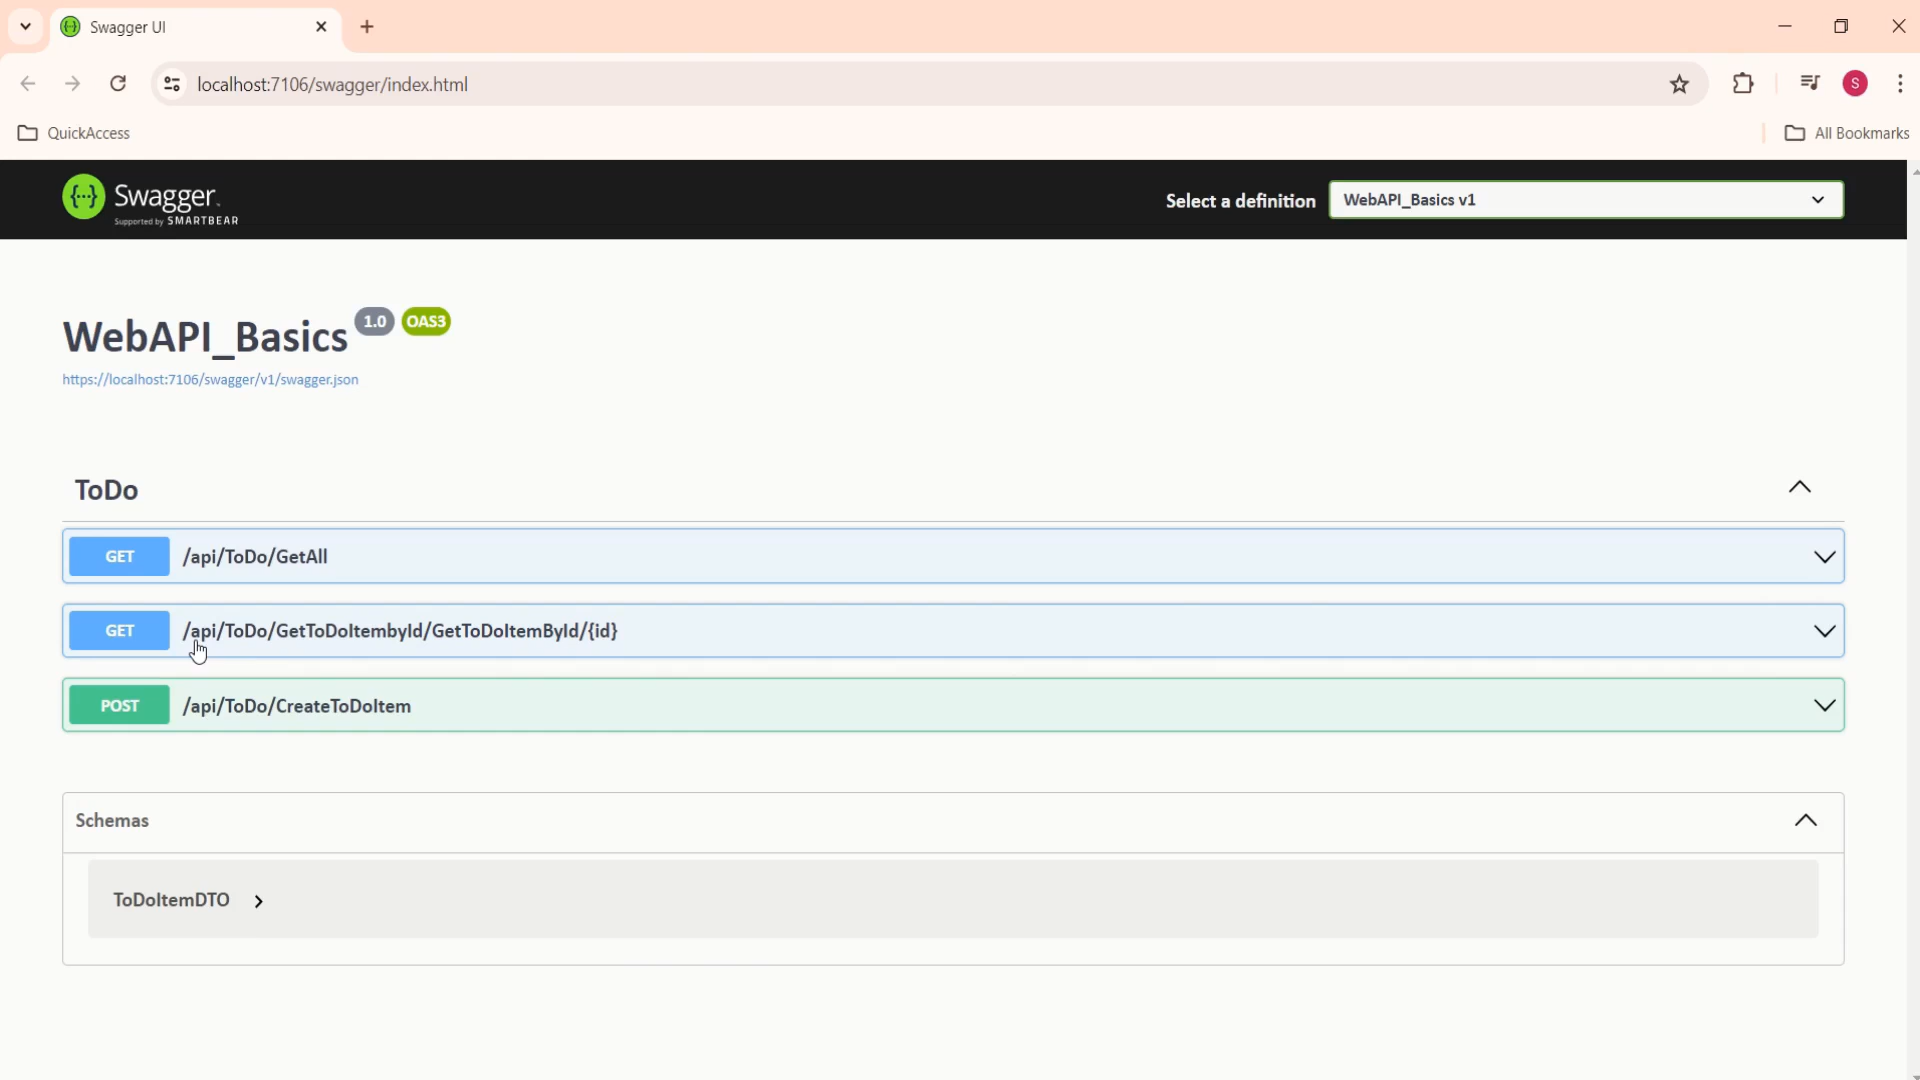 Swagger UI
localhost:7106/swagger/index.html
S
QuickAccess
All Bookmarks
{···} Swagger.
Supported by SMARTBEAR
Select a definition
WebAPI_Basics v1
WebAPI_Basics 1.0 OAS3
https://localhost:7106/swagger/v1/swagger.json
ToDo
GET /api/ToDo/GetAll
GET /api/ToDo/GetToDoItembyId/GetToDoItemById/{id}
POST /api/ToDo/CreateToDoItem
Schemas
ToDoItemDTO